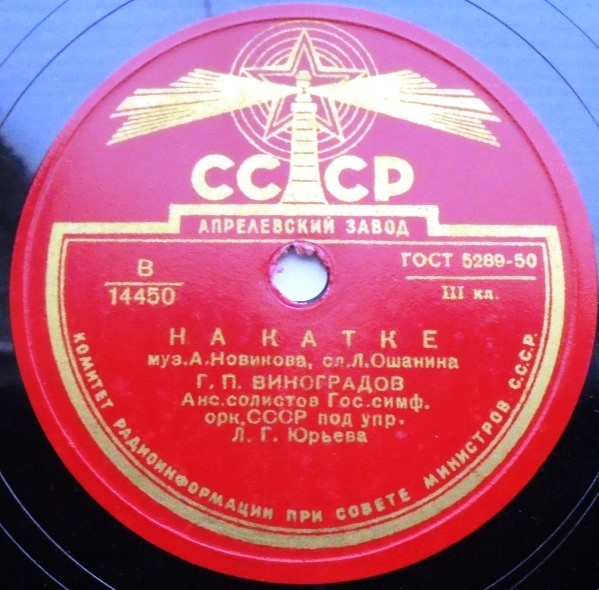 СССР
АПРЕЛЕВСКИЙ ЗАВОД
В
14450
ГОСТ 5289-50
III кл.
НА КАТКЕ
муз.А.Новикова, сл.Л.Ошанина
Г. П. ВИНОГРАДОВ
Анс.солистов Гос.симф.
орк.СССР под упр.
Л. Г. Юрьева
КОМИТЕТ РАДИОИНФОРМАЦИИ ПРИ СОВЕТЕ МИНИСТРОВ С.С.С.Р.